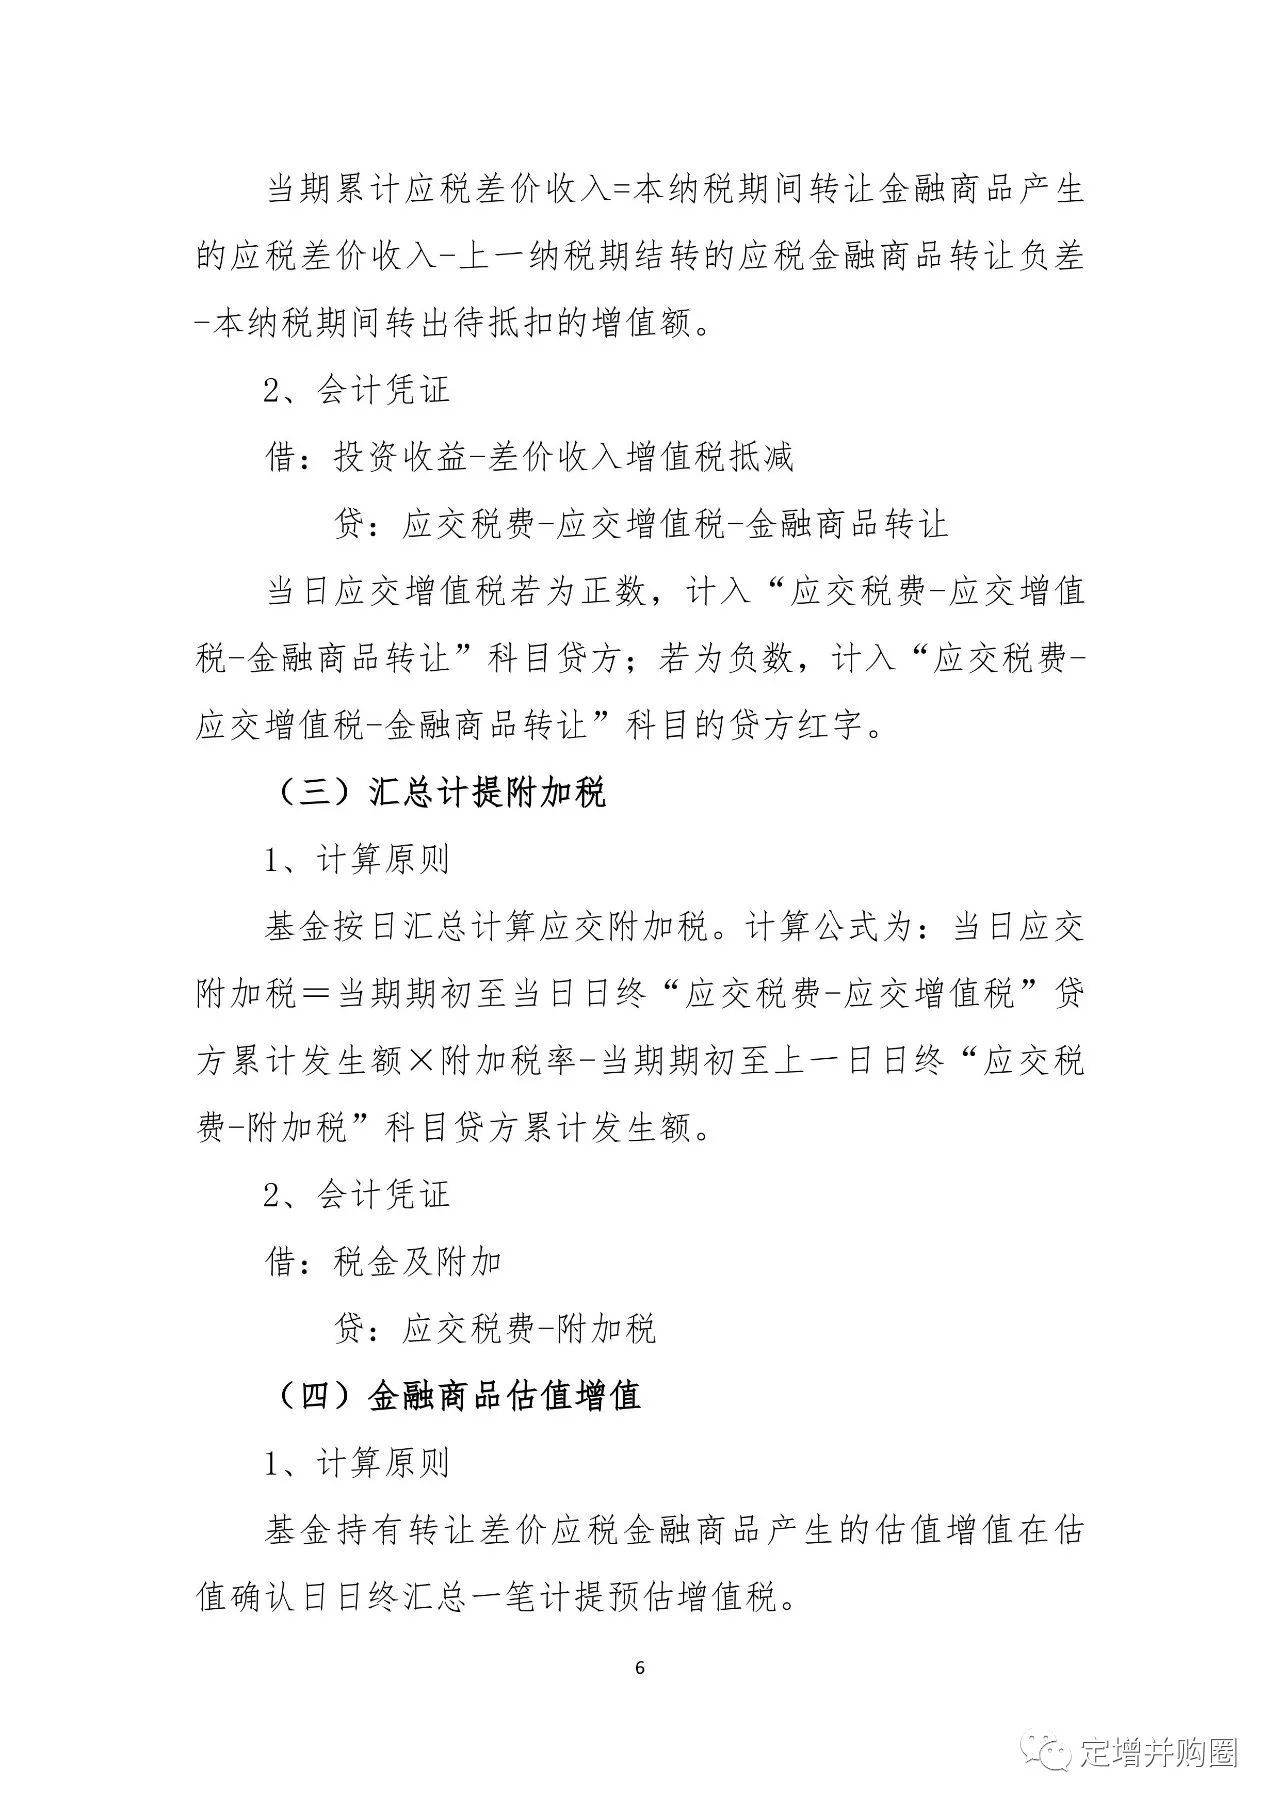 当期累计应税差价收入=本纳税期间转让金融商品产生
的应税差价收入-上一纳税期结转的应税金融商品转让负差
-本纳税期间转出待抵扣的增值额。
2、会计凭证
借：投资收益-差价收入增值税抵减
贷：应交税费-应交增值税-金融商品转让
当日应交增值税若为正数，计入“应交税费-应交增值
税-金融商品转让”科目贷方；若为负数，计入“应交税费-
应交增值税-金融商品转让”科目的贷方红字。
（三）汇总计提附加税
1、计算原则
基金按日汇总计算应交附加税。计算公式为：当日应交
附加税＝当期期初至当日日终“应交税费-应交增值税”贷
方累计发生额×附加税率-当期期初至上一日日终“应交税
费-附加税”科目贷方累计发生额。
2、会计凭证
借：税金及附加
贷：应交税费-附加税
（四）金融商品估值增值
1、计算原则
基金持有转让差价应税金融商品产生的估值增值在估
值确认日日终汇总一笔计提预估增值税。
6
定增并购圈